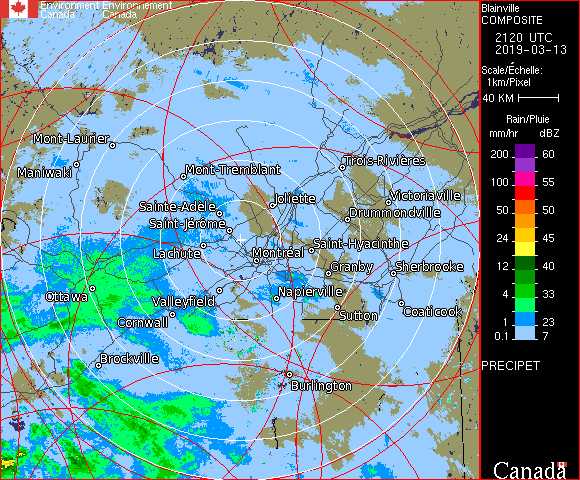 Environment Environnement
Canada Canada
Blainville
COMPOSITE
2120 UTC
2019-03-13
Scale/Échelle:
1km/Pixel
40 KM
Rain/Pluie
mm/hr dBZ
200 60
100 55
50 50
24 45
12 40
4 33
1 23
0.1 7
PRECIPET
Canada
Mont-Laurier
Maniwaki
Mont-Tremblant
Trois-Rivières
Sainte-Adèle
Joliette
Victoriaville
Saint-Jérôme
Drummondville
Lachute
Montréal
Saint-Hyacinthe
Granby
Sherbrooke
Ottawa
Valleyfield
Napierville
Cornwall
Sutton
Coaticook
Brockville
Burlington